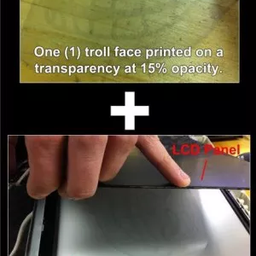 One (1) troll face printed on a
transparency at 15% opacity.
+
LCD Panel